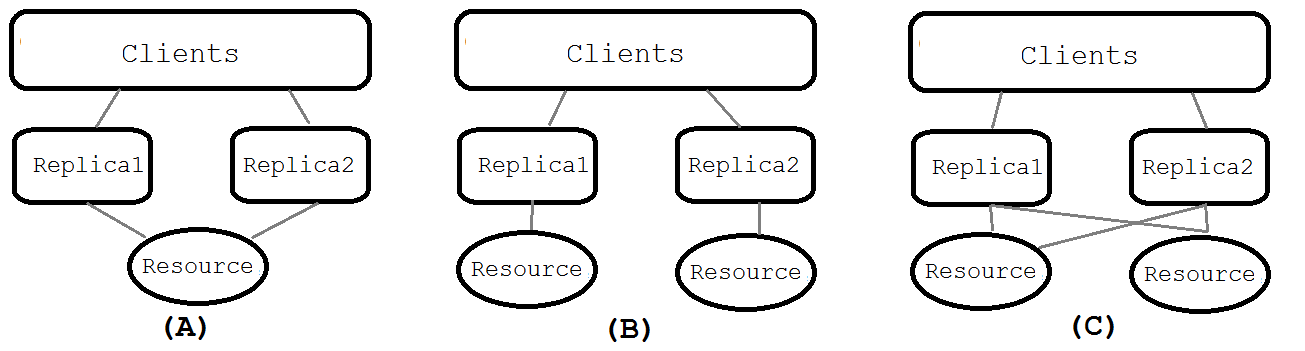 Clients
Replica1 Replica2
Resource
(A)
Clients
Replica1 Replica2
Resource Resource
(B)
Clients
Replica1 Replica2
Resource Resource
(C)